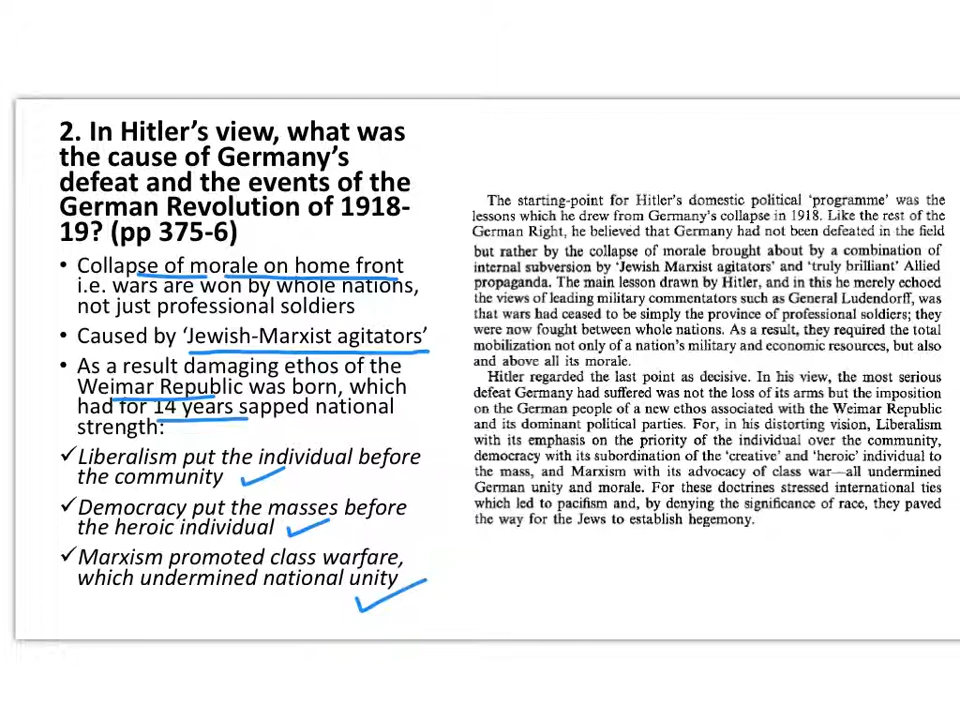 2. In Hitler's view, what was
the cause of Germany's
defeat and the events of the
German Revolution of 1918-
19? (pp 375-6)
• Collapse of morale on home front
i.e. wars are won by whole nations,
not just professional soldiers
• Caused by 'Jewish-Marxist agitators'
• As a result damaging ethos of the
Weimar Republic was born, which
had for 14 years sapped national
strength:
✓Liberalism put the individual before
the community
✓Democracy put the masses before
the heroic individual
✓Marxism promoted class warfare,
which undermined national unity
The starting-point for Hitler's domestic political 'programme' was the
lessons which he drew from Germany's collapse in 1918. Like the rest of the
German Right, he believed that Germany had not been defeated in the field
but rather by the collapse of morale brought about by a combination of
internal subversion by 'Jewish Marxist agitators' and 'truly brilliant' Allied
propaganda. The main lesson drawn by Hitler, and in this he merely echoed
the views of leading military commentators such as General Ludendorff, was
that wars had ceased to be simply the province of professional soldiers; they
were now fought between whole nations. As a result, they required the total
mobilization not only of a nation's military and economic resources, but also
and above all its morale.
Hitler regarded the last point as decisive. In his view, the most serious
defeat Germany had suffered was not the loss of its arms but the imposition
on the German people of a new ethos associated with the Weimar Republic
and its dominant political parties. For, in his distorting vision, Liberalism
with its emphasis on the priority of the individual over the community,
democracy with its subordination of the 'creative' and 'heroic' individual to
the mass, and Marxism with its advocacy of class war—all undermined
German unity and morale. For these doctrines stressed international ties
which led to pacifism and, by denying the significance of race, they paved
the way for the Jews to establish hegemony.